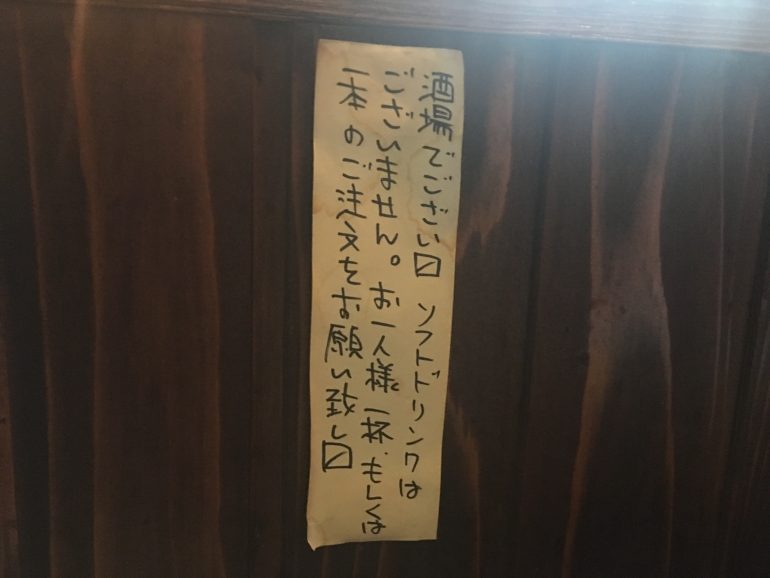 酒場でござい〼 ソフトドリンクは
ございません。お一人様一杯、もしくは
一本のご注文をお願い致し〼